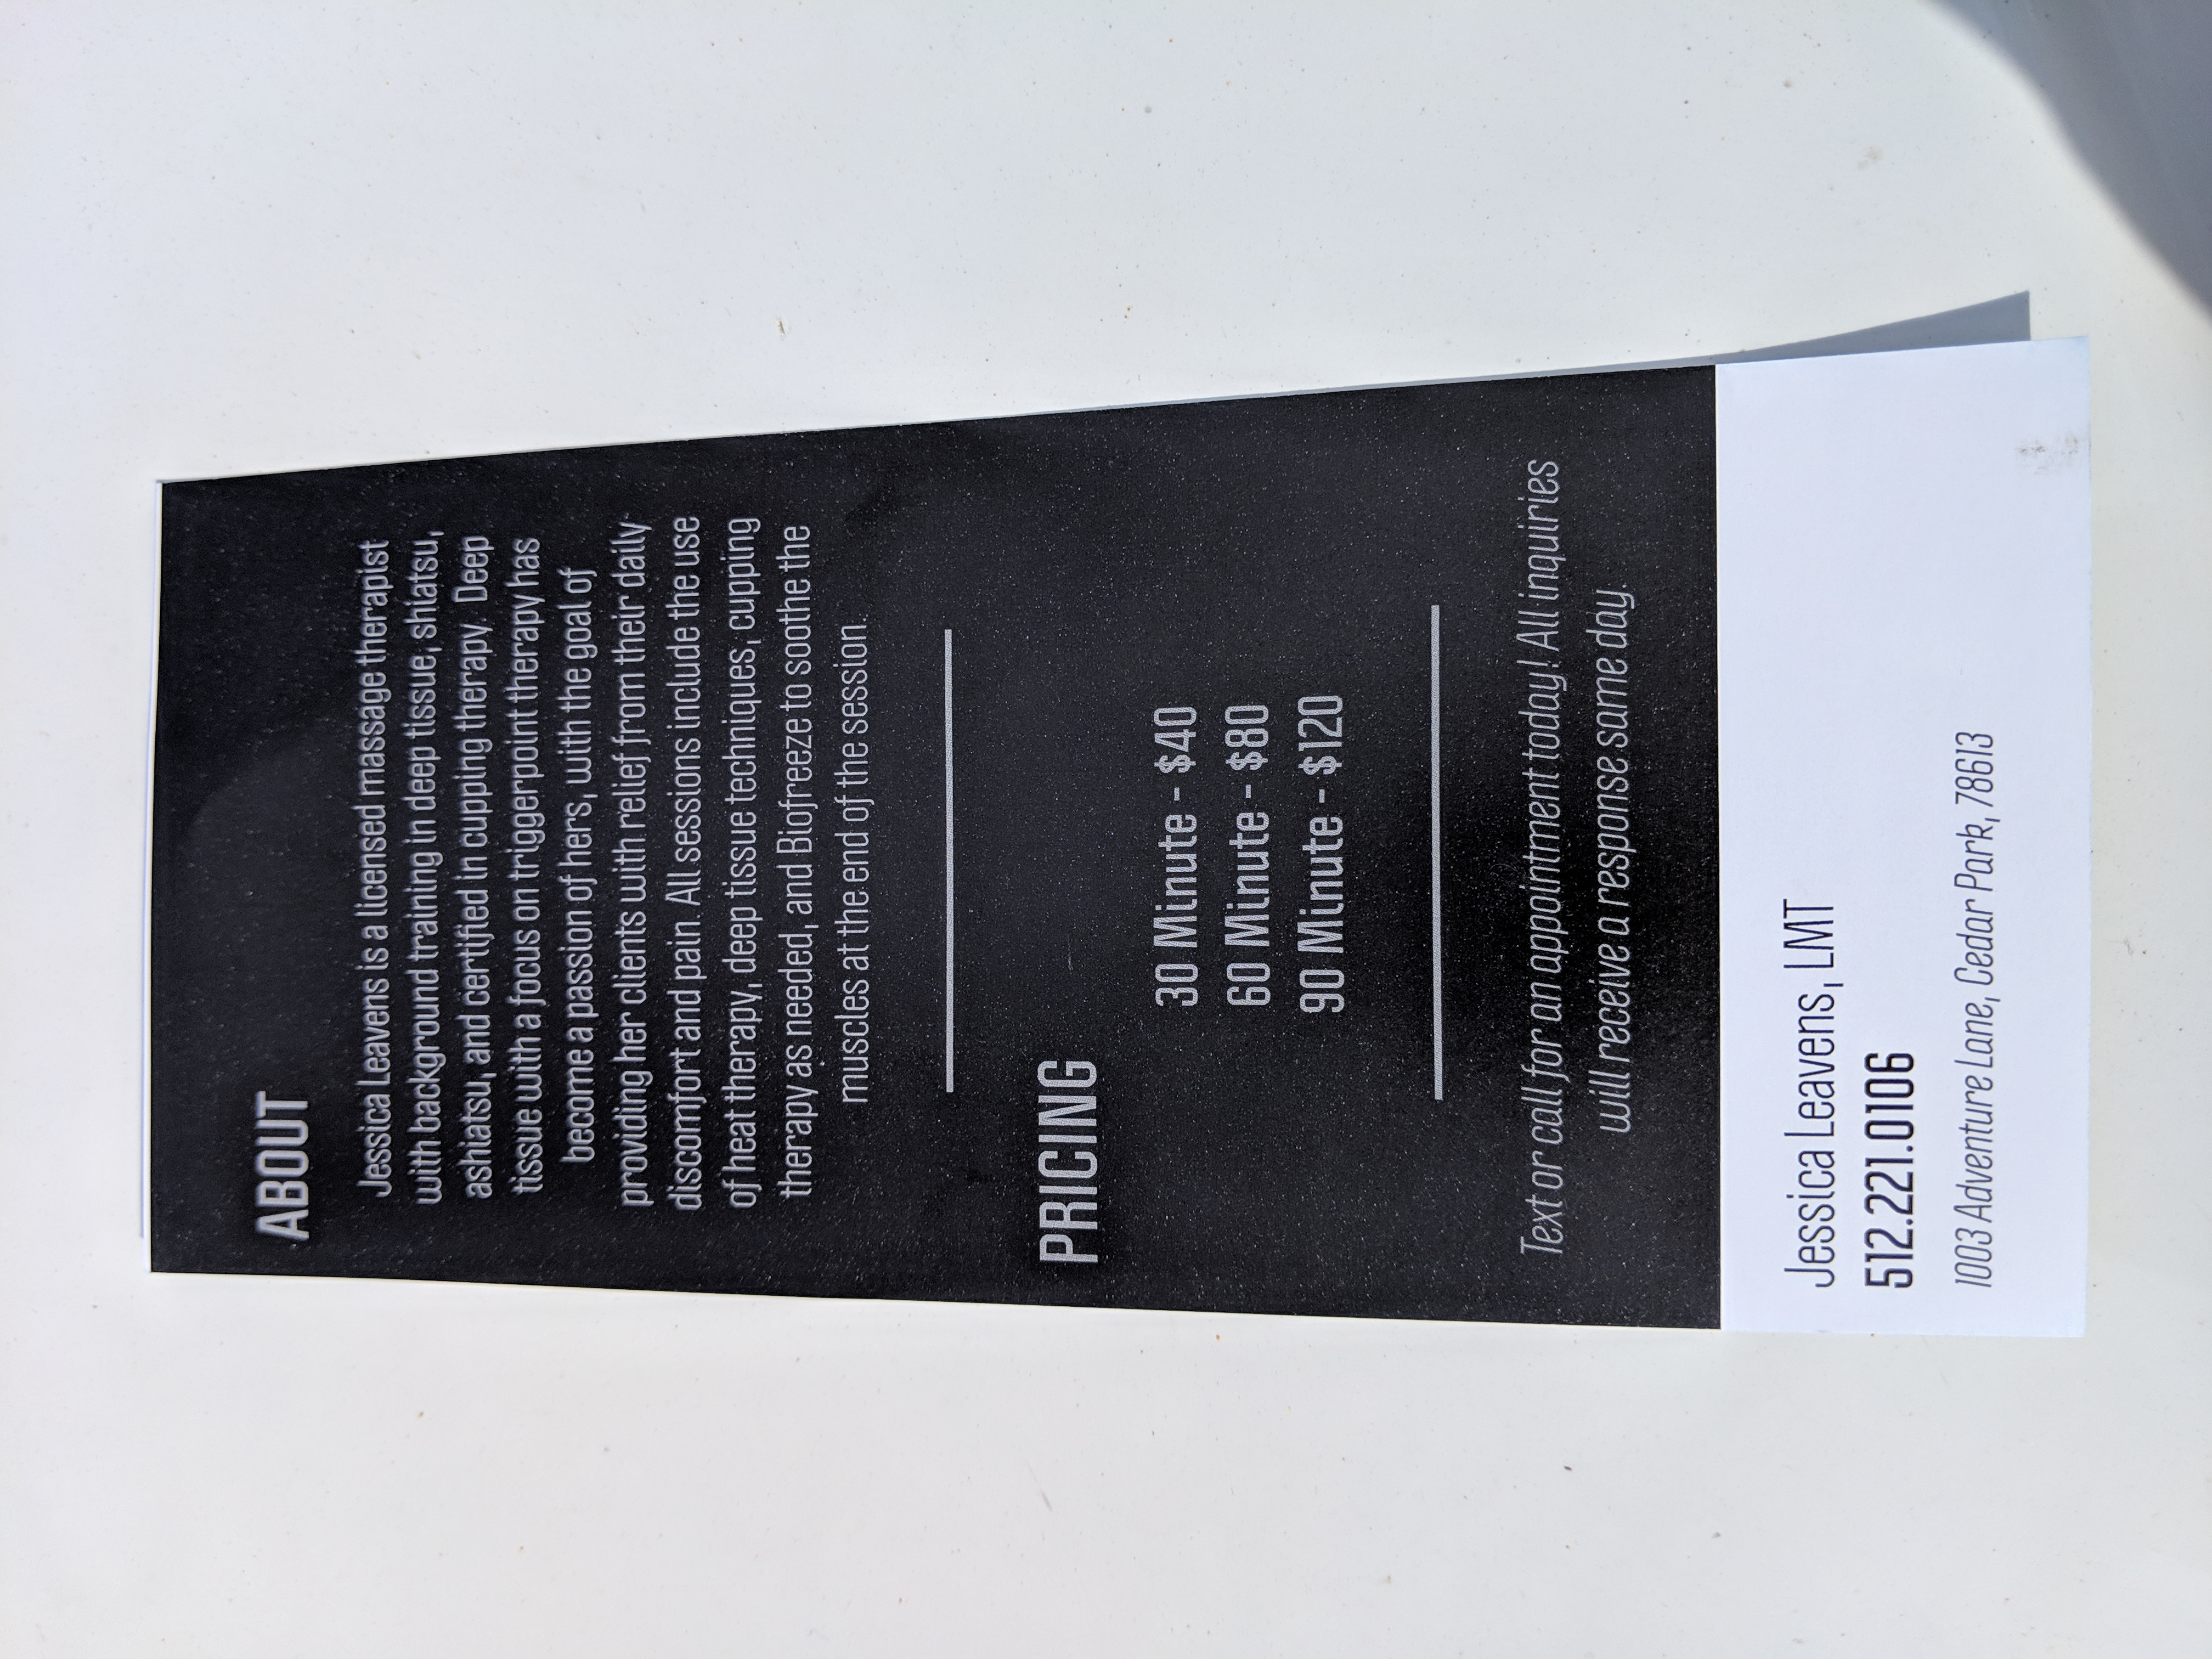 ABOUT
Jessica Leavens is a licensed massage therapist
with background training in deep tissue, shiatsu,
ashiatsu, and certified in cupping therapy. Deep
tissue with a focus on triggerpoint therapy has
become a passion of hers, with the goal of
providing her clients with relief from their daily
discomfort and pain. All sessions include the use
of heat therapy, deep tissue techniques, cupping
therapy as needed, and Biofreeze to soothe the
muscles at the end of the session.
PRICING
30 Minute - $40
60 Minute - $80
90 Minute - $120
Text or call for an appointment today! All inquiries
will receive a response same day.
Jessica Leavens, LMT
512.221.0106
1003 Adventure Lane, Cedar Park, 78613